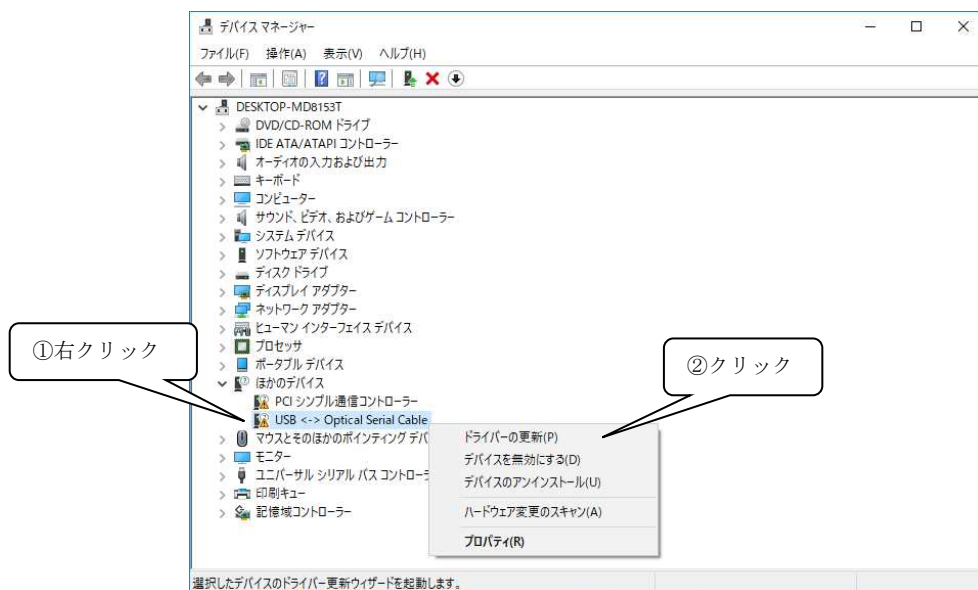 デバイス マネージャー
ファイル(F) 操作(A) 表示(V) ヘルプ(H)
DESKTOP-MD8153T
DVD/CD-ROM ドライブ
IDE ATA/ATAPI コントローラー
オーディオの入力および出力
キーボード
コンピューター
サウンド、ビデオ、およびゲーム コントローラー
システム デバイス
ソフトウェア デバイス
ディスク ドライブ
ディスプレイ アダプター
ネットワーク アダプター
ヒューマン インターフェイス デバイス
プロセッサ
ポータブル デバイス
ほかのデバイス
PCI シンプル通信コントローラー
USB <-> Optical Serial Cable
マウスとそのほかのポインティング デバ
モニター
ユニバーサル シリアル バス コントローラ
印刷キュー
記憶域コントローラー
①右クリック
②クリック
ドライバーの更新(P)
デバイスを無効にする(D)
デバイスのアンインストール(U)
ハードウェア変更のスキャン(A)
プロパティ(R)
選択したデバイスのドライバー更新ウィザードを起動します。